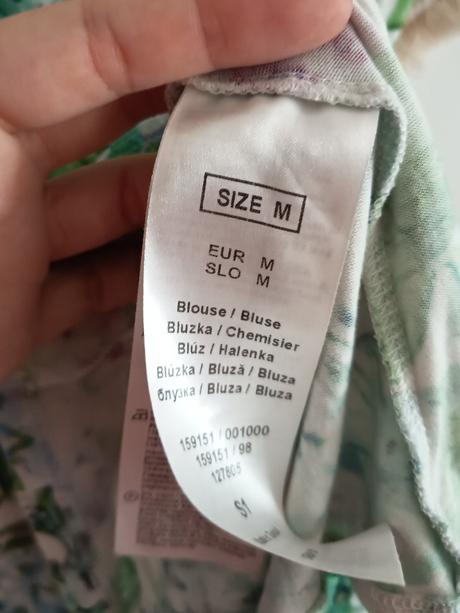 SIZE M
EUR M
SLO M
Blouse / Bluse
Bluzka / Chemisier
Blúz / Halenka
Blúzka / Bluză / Bluza
блузка / Bluza / Bluza
159151 / 001000
159151 / 98
127805
S1